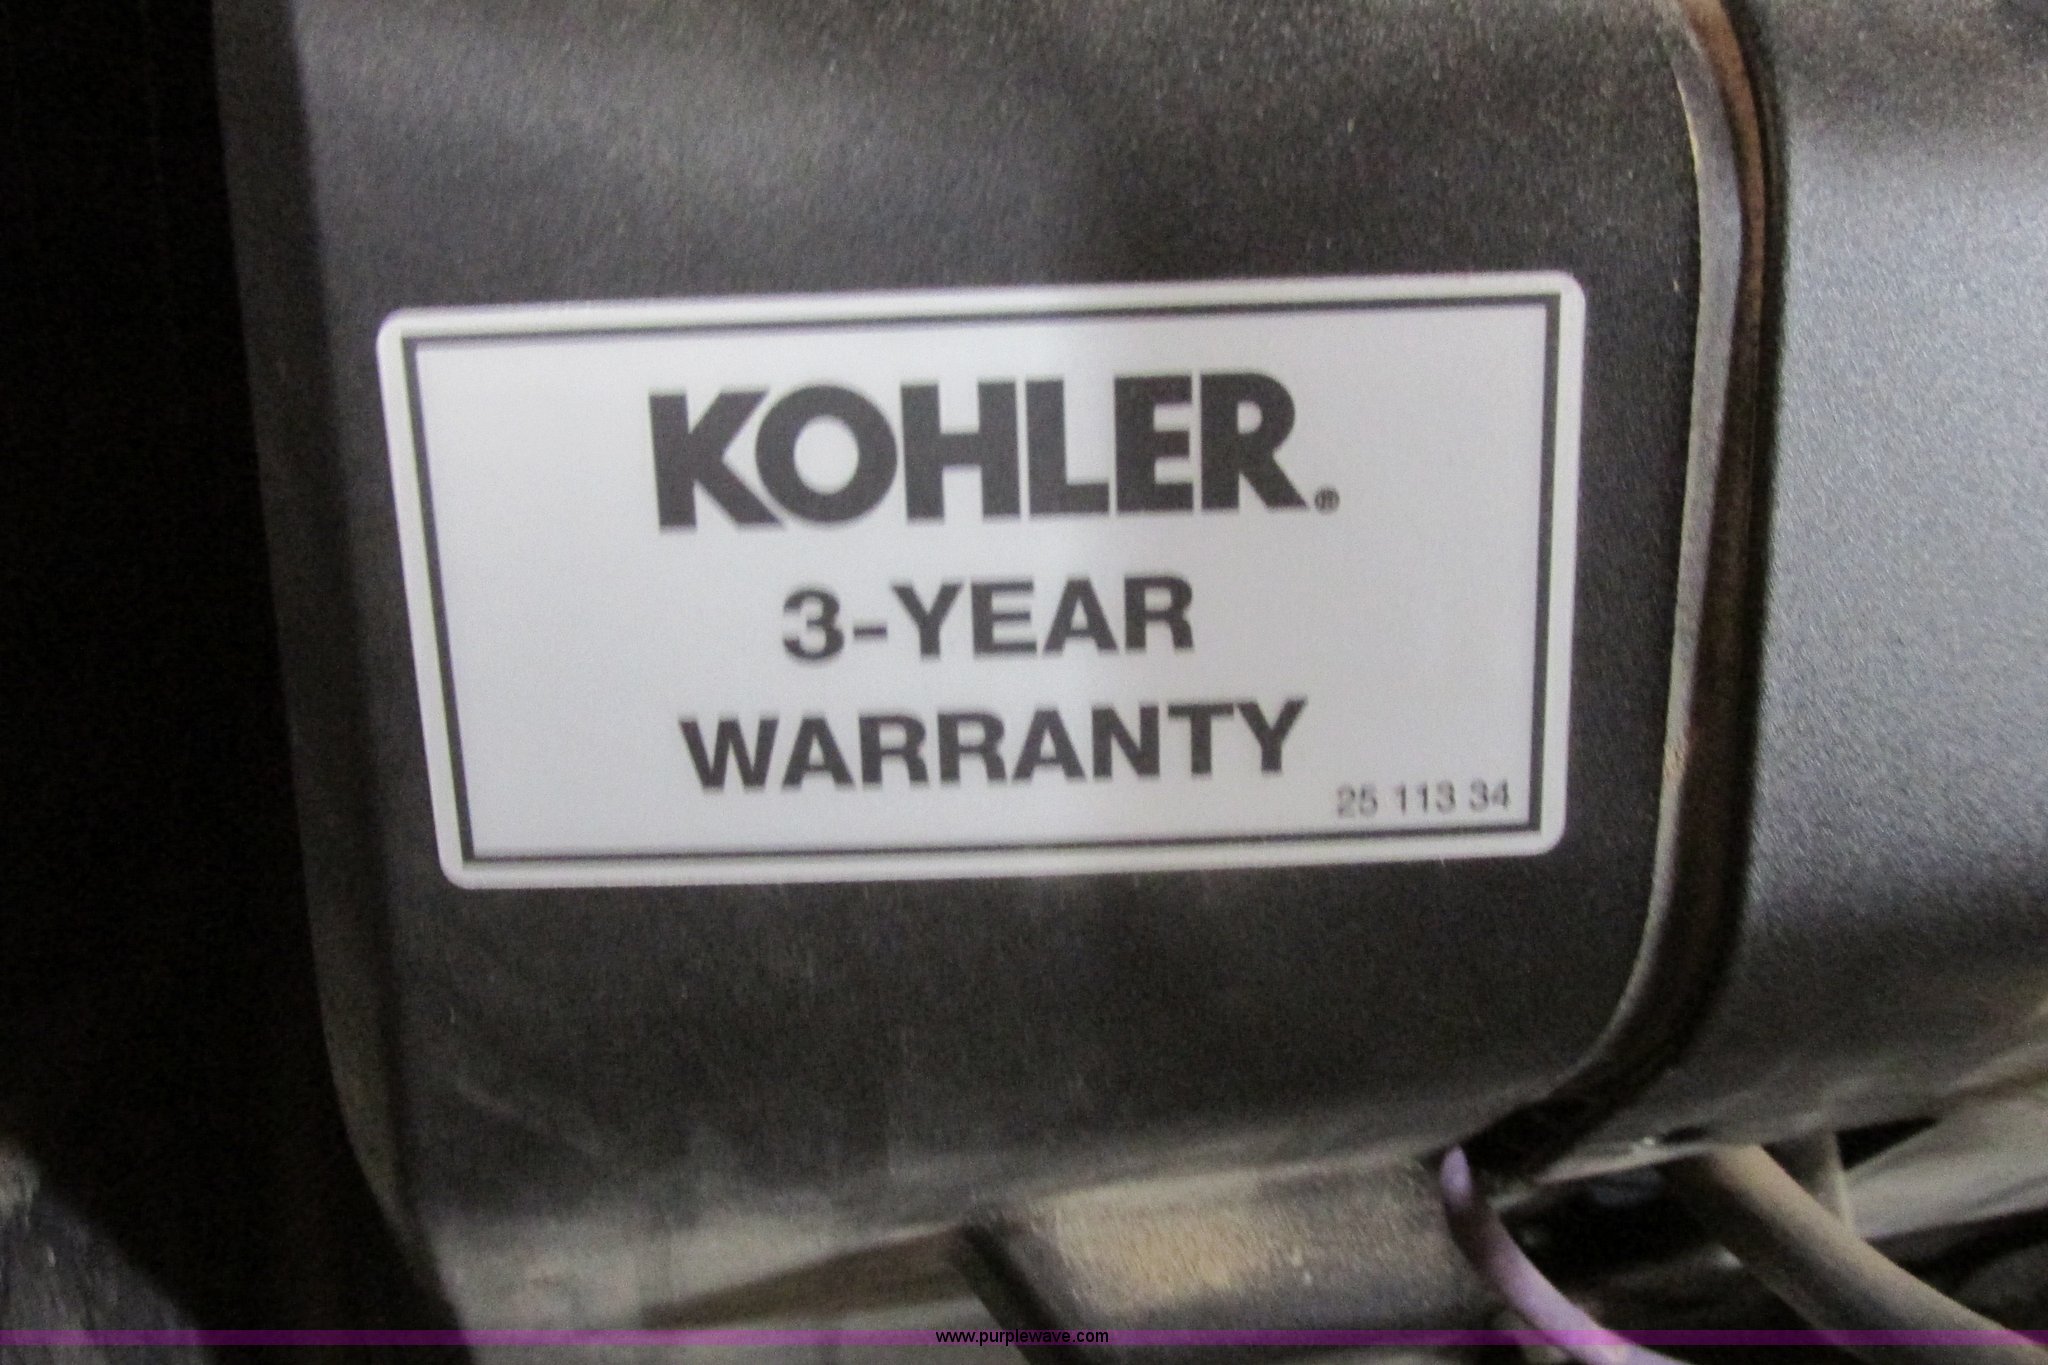 KOHLER®
3-YEAR
WARRANTY
25 113 34
www.purplewave.com